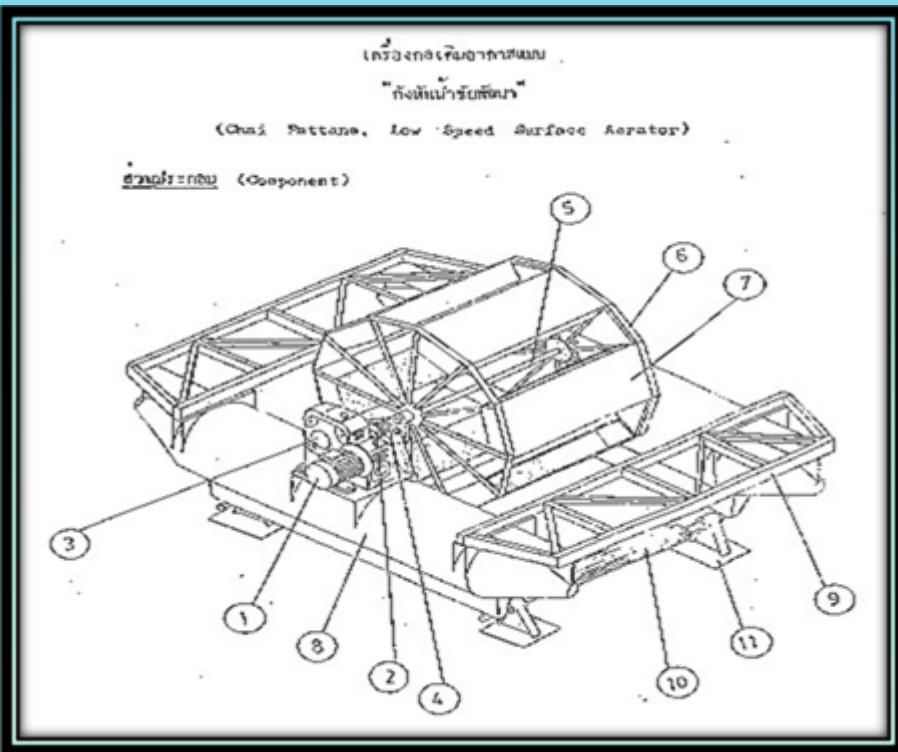 เครื่องกลเติมอากาศแบบ
"กังหันน้ำชัยพัฒนา"
(Chai Pattana, Low Speed Surface Aerator)
ส่วนประกอบ (Component)
5
6
7
3
1
8
2
4
10
11
9